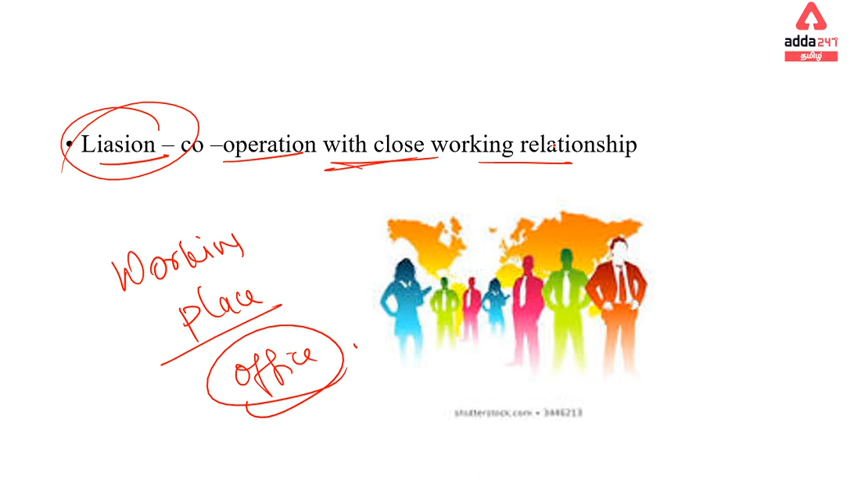 adda247
தமிழ்
• Liasion – co –operation with close working relationship
Working
place
office
shutterstock.com • 3446213